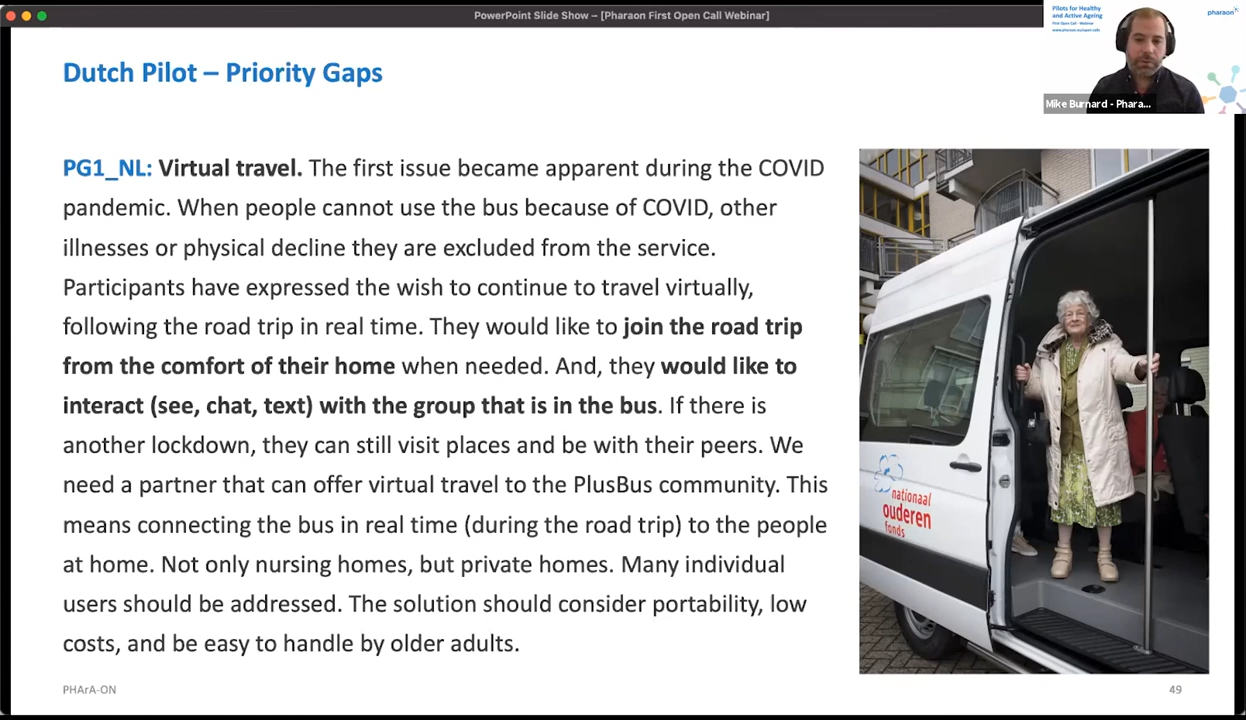 PowerPoint Slide Show – [Pharaon First Open Call Webinar]
Pilots for Healthy
and Active Ageing
First Open Call - Webinar
www.pharaon.eu/open-calls
pharaon
Mike Burnard - Phara...
Dutch Pilot – Priority Gaps
PG1_NL: Virtual travel. The first issue became apparent during the COVID
pandemic. When people cannot use the bus because of COVID, other
illnesses or physical decline they are excluded from the service.
Participants have expressed the wish to continue to travel virtually,
following the road trip in real time. They would like to join the road trip
from the comfort of their home when needed. And, they would like to
interact (see, chat, text) with the group that is in the bus. If there is
another lockdown, they can still visit places and be with their peers. We
need a partner that can offer virtual travel to the PlusBus community. This
means connecting the bus in real time (during the road trip) to the people
at home. Not only nursing homes, but private homes. Many individual
users should be addressed. The solution should consider portability, low
costs, and be easy to handle by older adults.
nationaal
ouderen
fonds
PHArA-ON
49